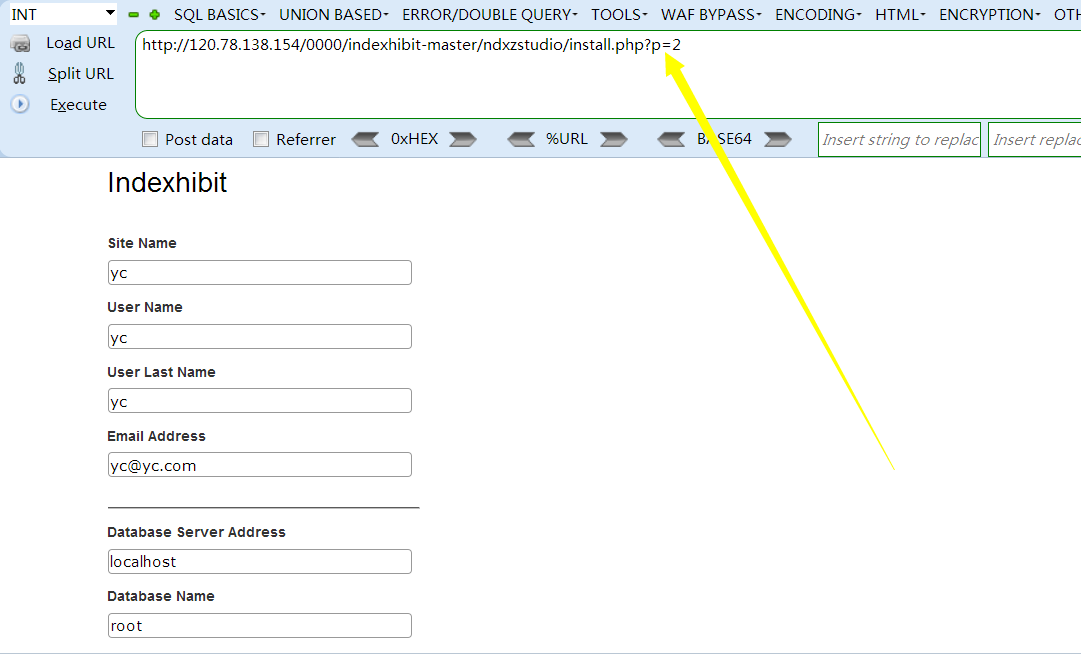 INT SQL BASICS UNION BASED ERROR/DOUBLE QUERY TOOLS WAF BYPASS ENCODING HTML ENCRYPTION OTH
Load URL http://120.78.138.154/0000/indexhibit-master/ndxzstudio/install.php?p=2
Split URL
Execute
Post data Referrer 0xHEX %URL BASE64 Insert string to replac Insert replac
Indexhibit
Site Name
yc
User Name
yc
User Last Name
yc
Email Address
yc@yc.com
Database Server Address
localhost
Database Name
root